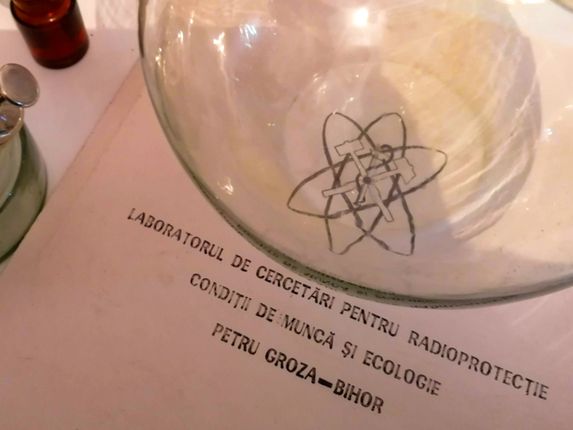 LABORATORUL DE CERCETĂRI PENTRU RADIOPROTECȚIE
CONDIȚII DE MUNCĂ ȘI ECOLOGIE
PETRU GROZA-BIHOR